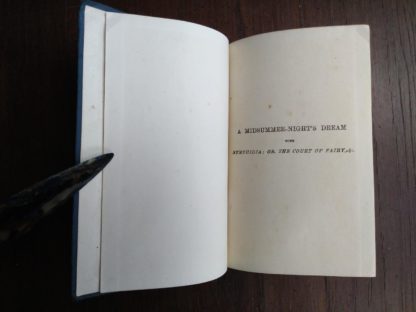 A MIDSUMMER-NIGHT'S DREAM
WITH
NYMPHIDIA; OR, THE COURT OF FAIRY, &c.